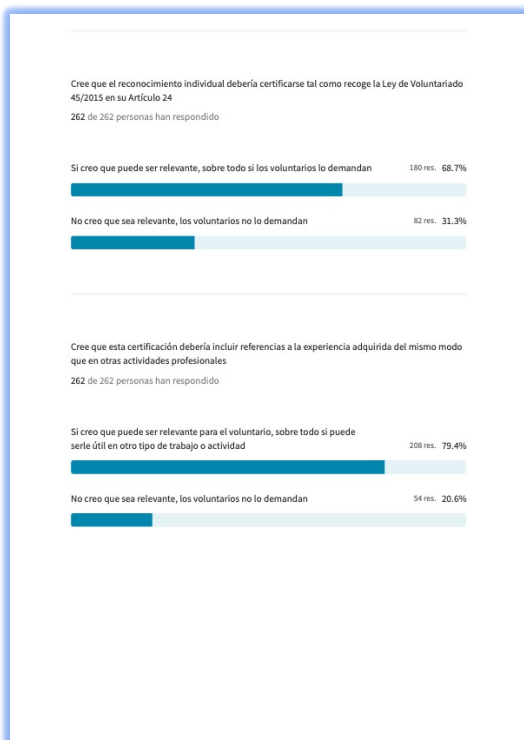 Cree que el reconocimiento individual debería certificarse tal como recoge la Ley de Voluntariado
45/2015 en su Artículo 24
262 de 262 personas han respondido
Si creo que puede ser relevante, sobre todo si los voluntarios lo demandan 180 res. 68.7%
No creo que sea relevante, los voluntarios no lo demandan 82 res. 31.3%
Cree que esta certificación debería incluir referencias a la experiencia adquirida del mismo modo
que en otras actividades profesionales
262 de 262 personas han respondido
Si creo que puede ser relevante para el voluntario, sobre todo si puede
serle útil en otro tipo de trabajo o actividad 208 res. 79.4%
No creo que sea relevante, los voluntarios no lo demandan 54 res. 20.6%